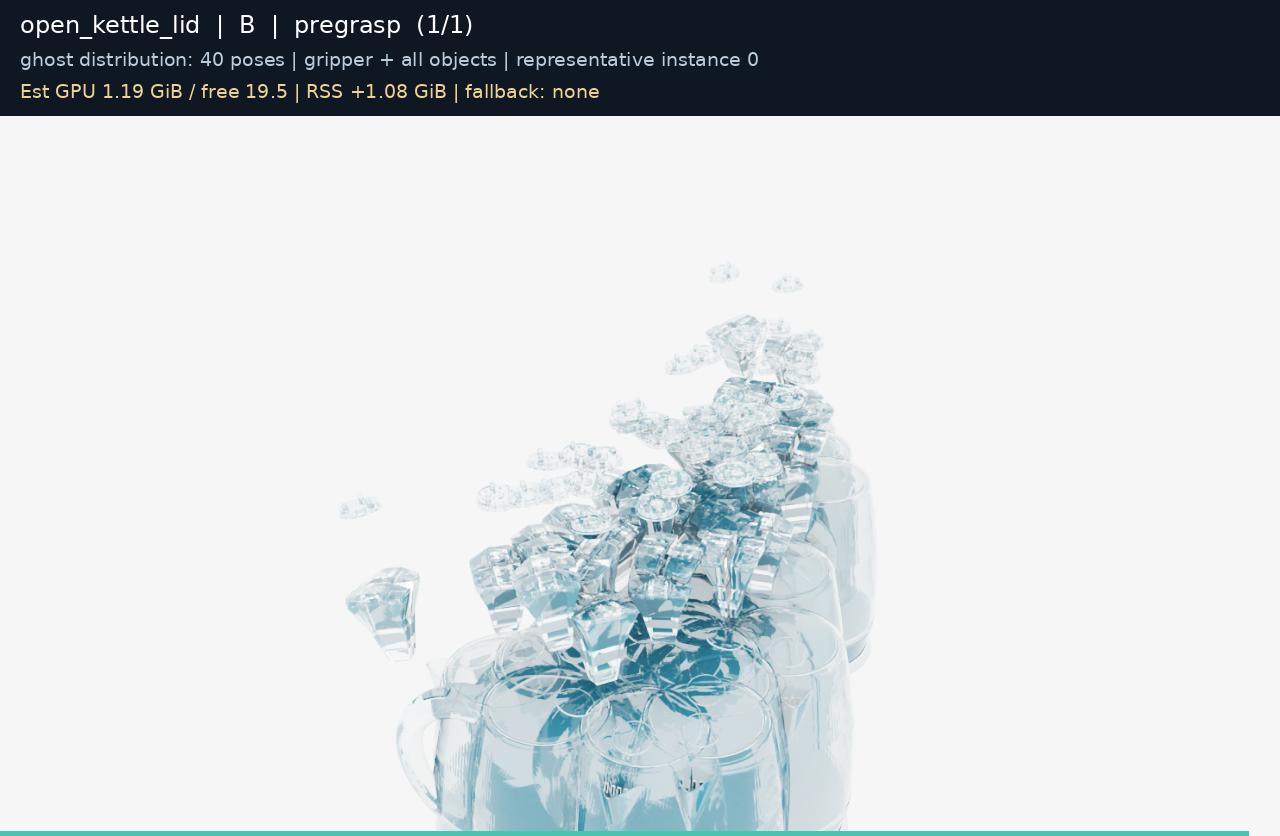 open_kettle_lid | B | pregrasp (1/1)
ghost distribution: 40 poses | gripper + all objects | representative instance 0
Est GPU 1.19 GiB / free 19.5 | RSS +1.08 GiB | fallback: none